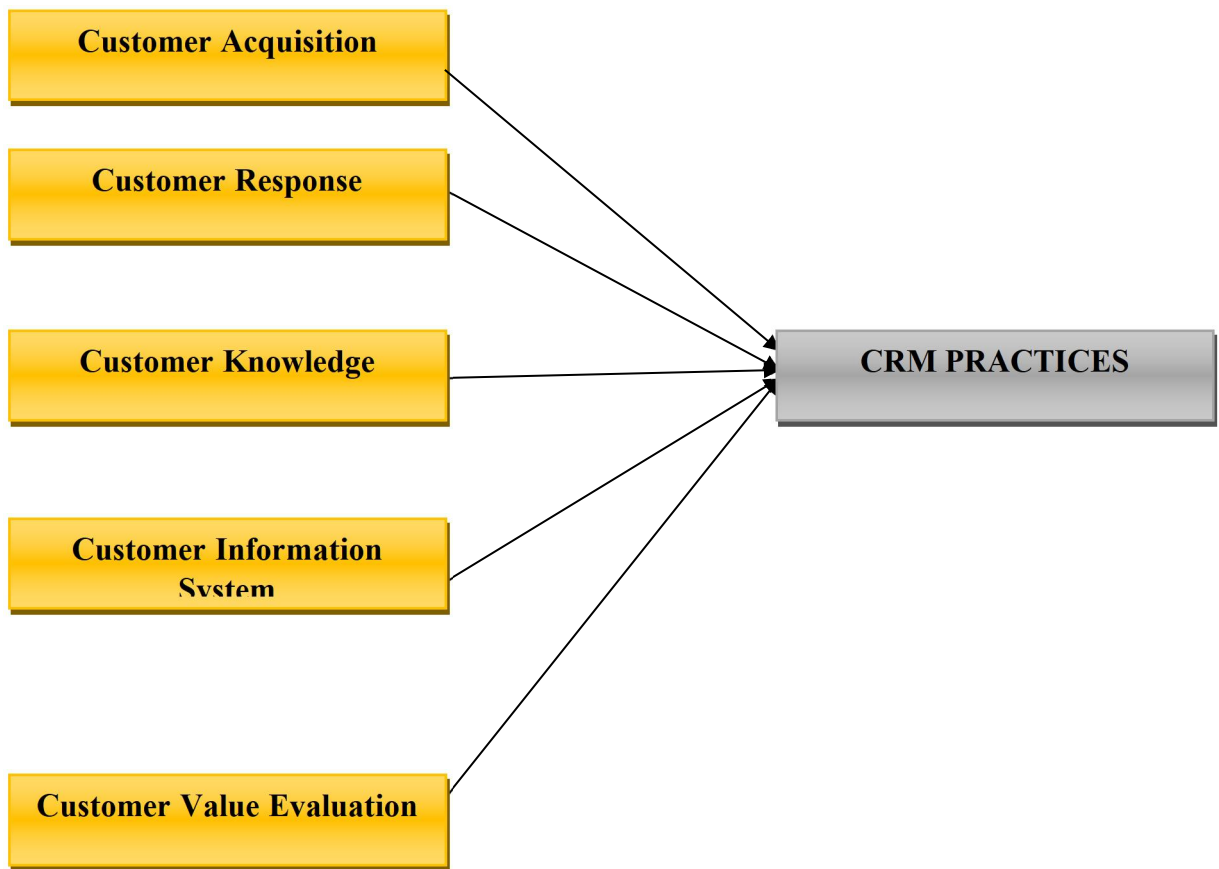 Customer Acquisition
Customer Response
Customer Knowledge
CRM PRACTICES
Customer Information
System
Customer Value Evaluation